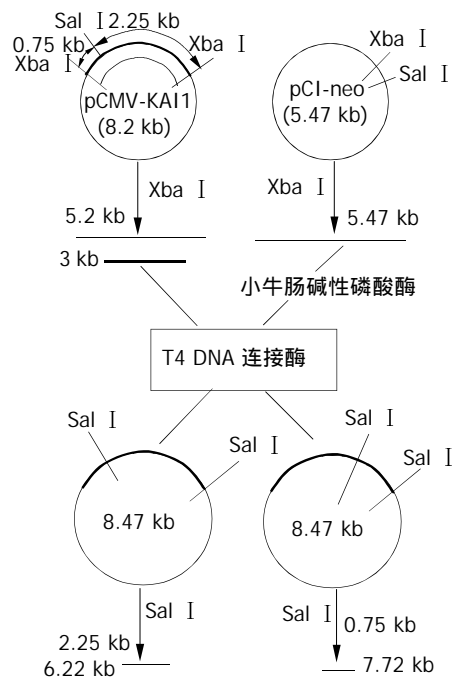 Sal Ⅰ 2.25 kb
0.75 kb
Xba Ⅰ
Xba Ⅰ
pCMV-KAI1
(8.2 kb)
Xba Ⅰ
Sal Ⅰ
pCI-neo
(5.47 kb)
Xba Ⅰ
Xba Ⅰ
5.2 kb
5.47 kb
3 kb
小牛肠碱性磷酸酶
T4 DNA 连接酶
Sal Ⅰ
Sal Ⅰ
8.47 kb
Sal Ⅰ
Sal Ⅰ
8.47 kb
Sal Ⅰ
2.25 kb
6.22 kb
Sal Ⅰ
0.75 kb
7.72 kb